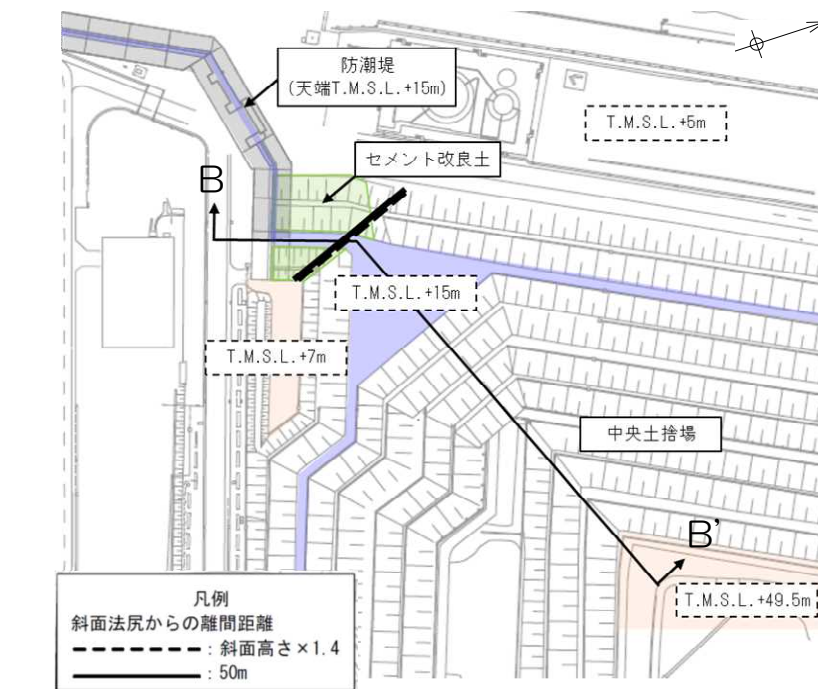 防潮堤
(天端T.M.S.L.+15m)
T.M.S.L.+5m
セメント改良土
B
T.M.S.L.+15m
T.M.S.L.+7m
中央土捨場
B'
T.M.S.L.+49.5m
凡例
斜面法尻からの離間距離
：斜面高さ×1.4
：50m